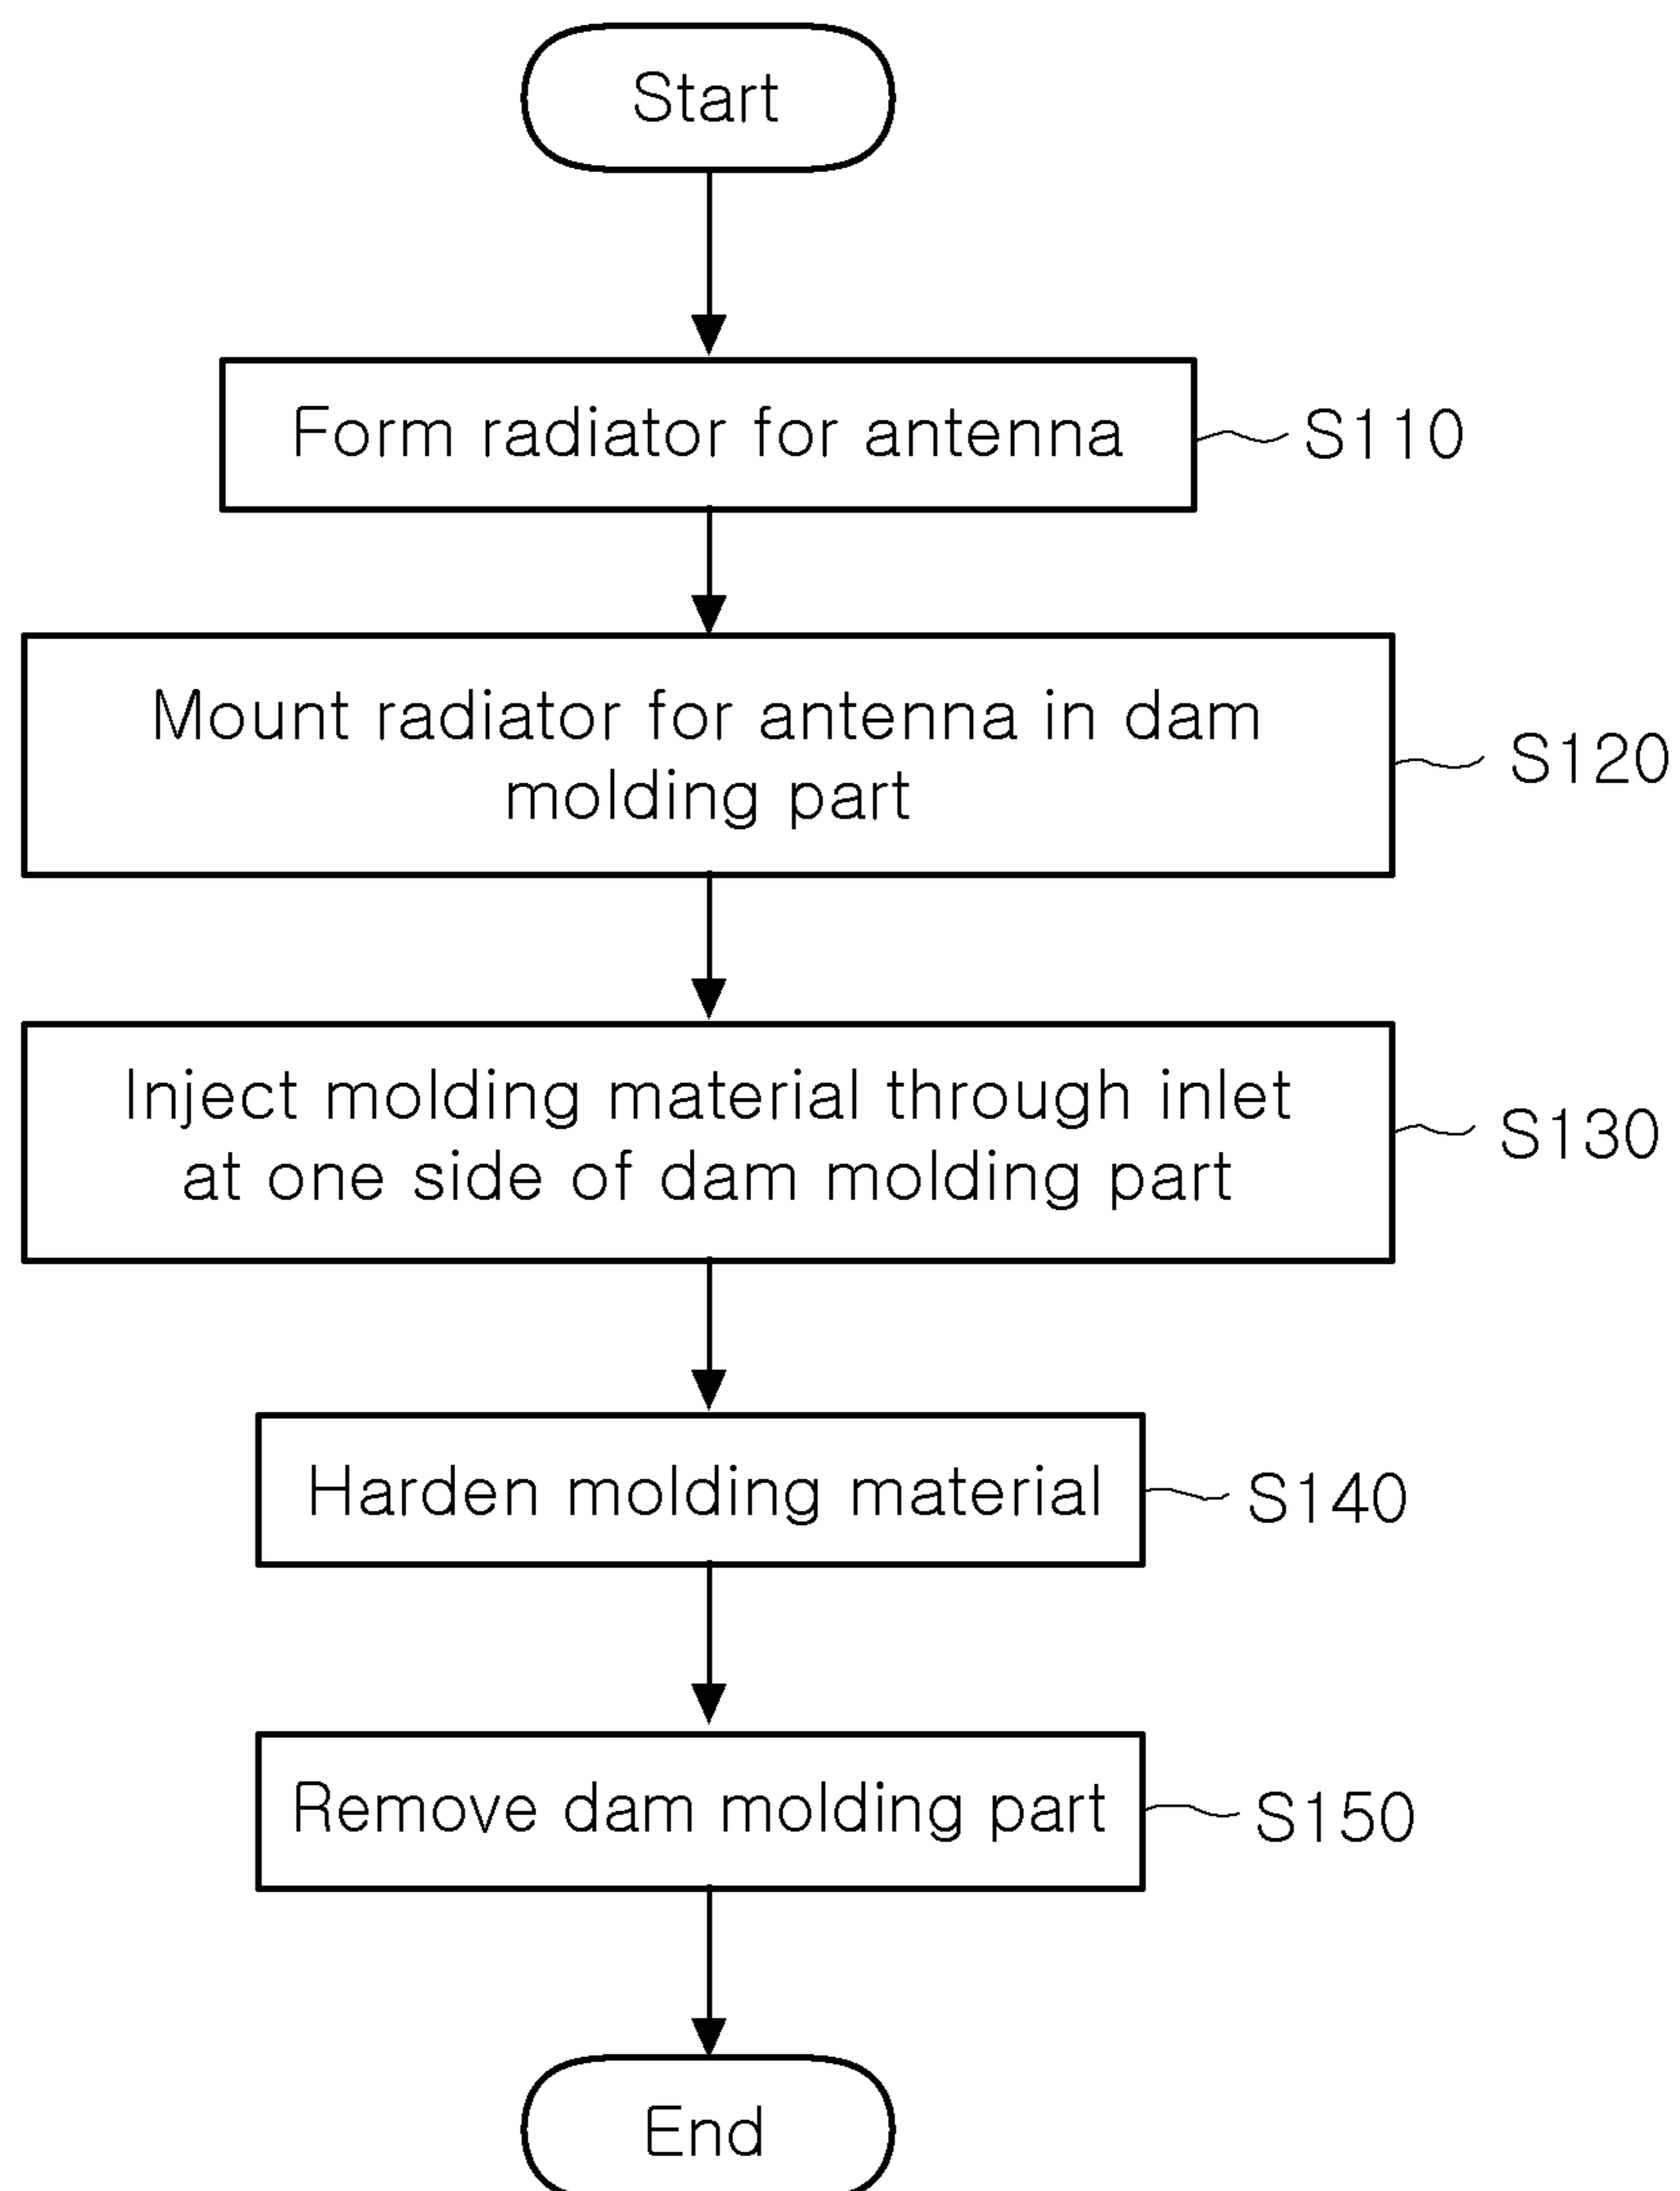 Start
Form radiator for antenna
S110
Mount radiator for antenna in dam
molding part
S120
Inject molding material through inlet
at one side of dam molding part
S130
Harden molding material
S140
Remove dam molding part
S150
End